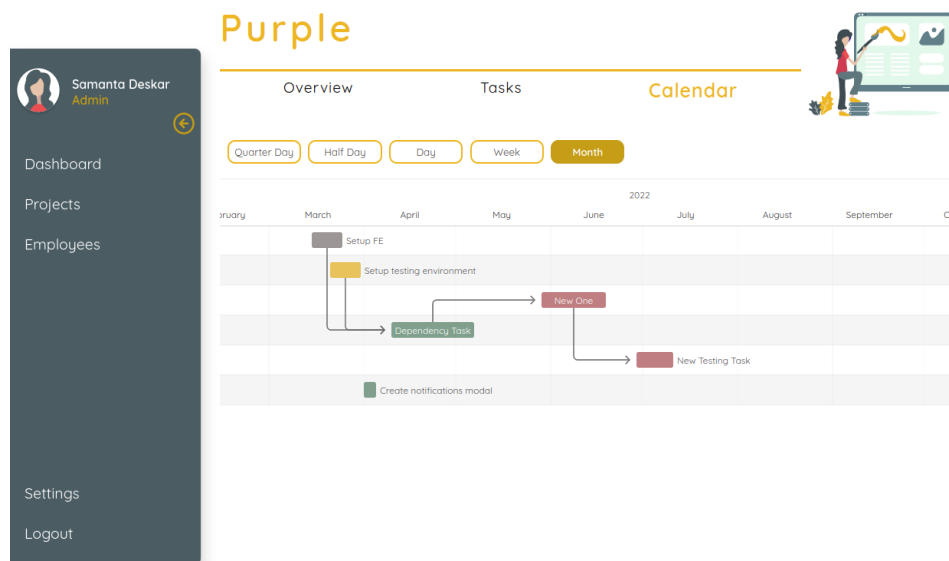 Purple
Samanta Deskar
Admin
Dashboard
Projects
Employees
Settings
Logout
Overview Tasks Calendar
Quarter Day Half Day Day Week Month
2022
bruary March April May June July August September
Setup FE
Setup testing environment
New One
Dependency Task
New Testing Task
Create notifications modal